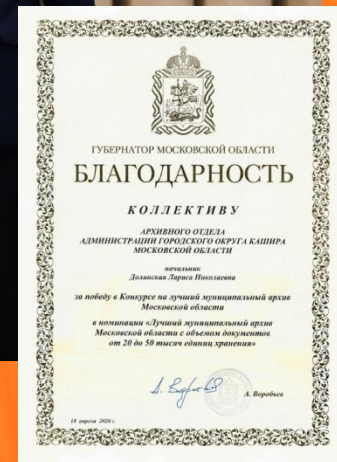 ГУБЕРНАТОР МОСКОВСКОЙ ОБЛАСТИ
БЛАГОДАРНОСТЬ
КОЛЛЕКТИВУ
АРХИВНОГО ОТДЕЛА
АДМИНИСТРАЦИИ ГОРОДСКОГО ОКРУГА КАШИРА
МОСКОВСКОЙ ОБЛАСТИ
начальник
Лариса Николаевна
за победу в Конкурсе на лучший муниципальный архив
Московской области
в номинации «Лучший муниципальный архив
Московской области с объемом документов
от 20 до 50 тысяч единиц хранения»
А. Воробьев
18 апреля 2020 г.